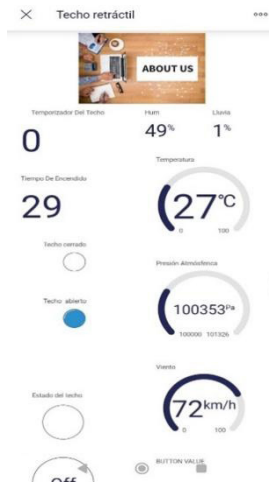 Techo retráctil
ABOUT US
Temporizador Del Techo
0
Hum
49%
Lluvia
1%
Tiempo De Encendido
29
Temperatura
27°C
0 100
Techo cerrado
Techo abierto
Presión Atmósferica
100353Pa
100000 101326
Viento
72km/h
0 100
Estado del techo
Off
BUTTON VALUE